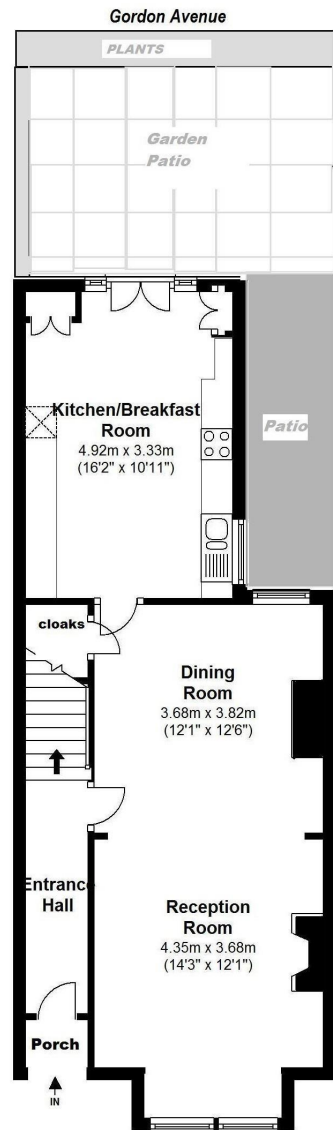 Gordon Avenue
PLANTS
Garden
Patio
Kitchen/Breakfast
Room
4.92m x 3.33m
(16'2" x 10'11")
Patio
cloaks
Dining
Room
3.68m x 3.82m
(12'1" x 12'6")
Entrance
Hall
Reception
Room
4.35m x 3.68m
(14'3" x 12'1")
Porch
IN